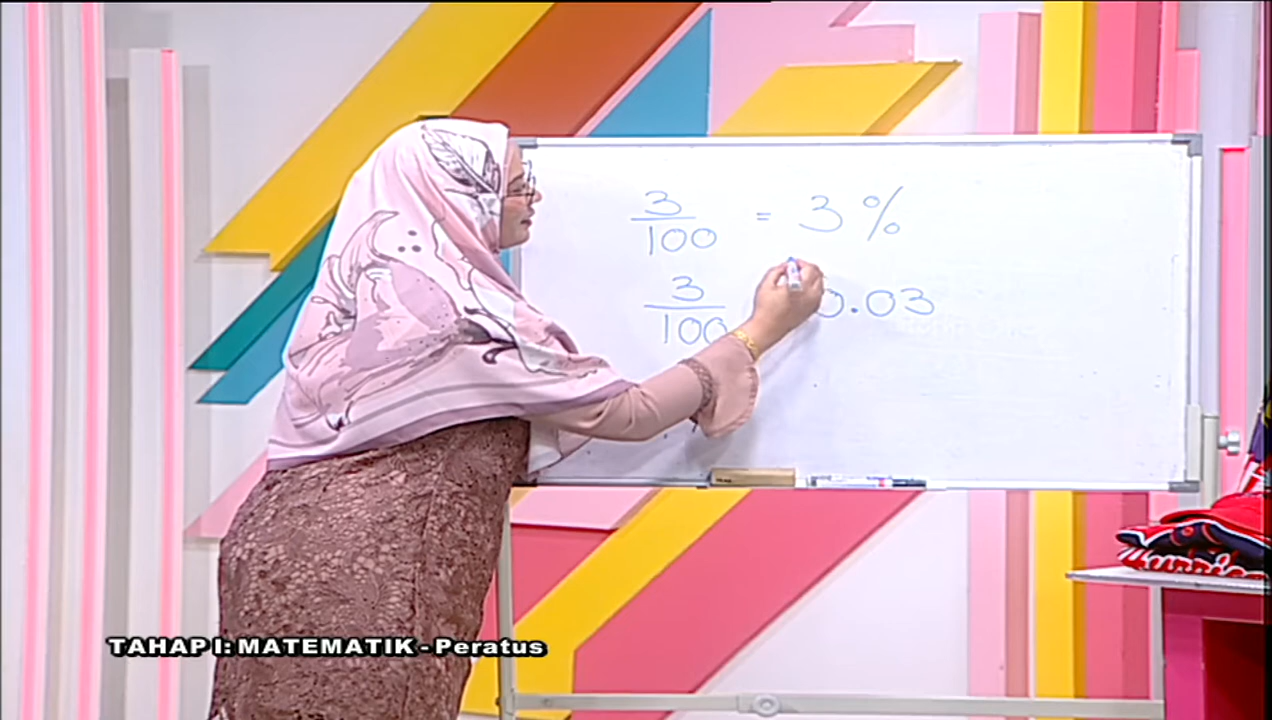 3/100 = 3 %
3/100 0.03
TAHAP I: MATEMATIK - Peratus